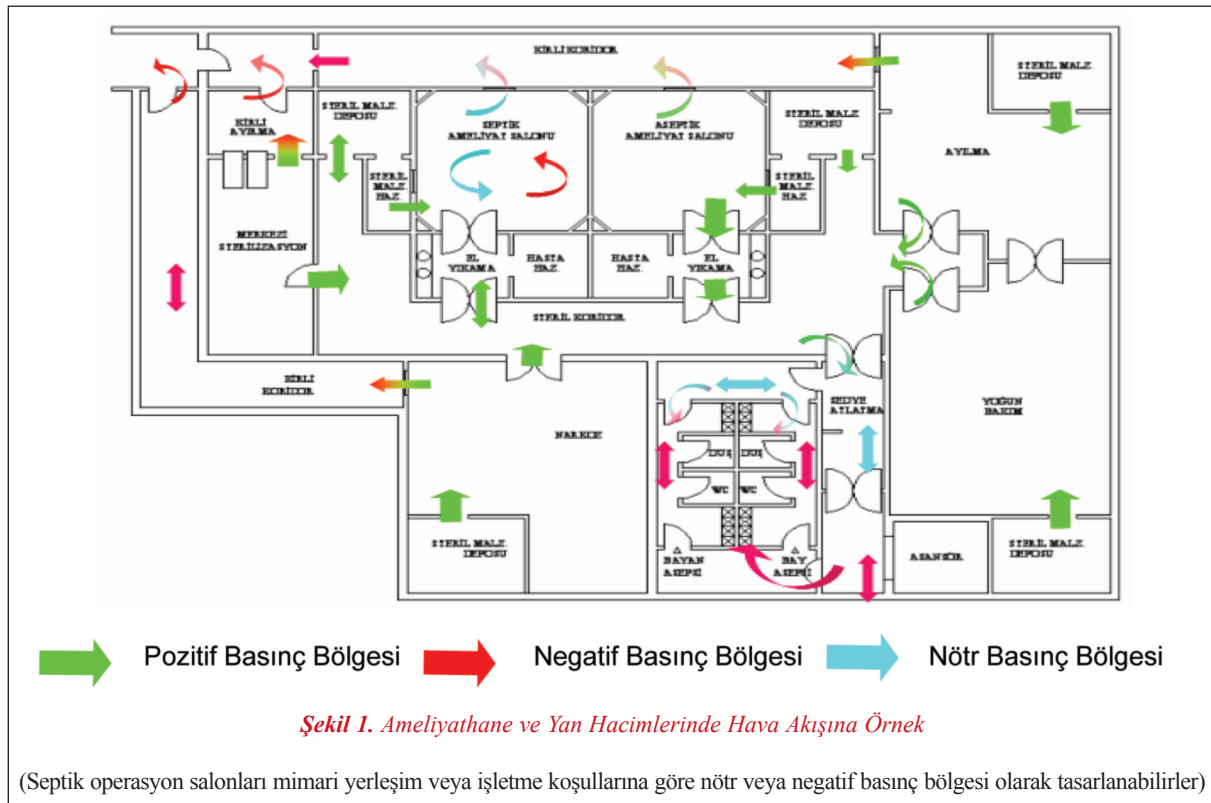 KİRLİ KORİDOR
STERİL MALZ.
DEPOSU
STERİL MALZ.
DEPOSU
SEPTİK
AMELİYAT SALONU
ASEPTİK
AMELİYAT SALONU
STERİL MALZ.
DEPOSU
KİRLİ
AYIRMA
AYILMA
STERİL
MALZ.
HAZ.
STERİL
MALZ.
HAZ.
MERKEZİ
STERİLİZASYON
EL
YIKAMA
HASTA
HAZ.
HASTA
HAZ.
EL
YIKAMA
STERİL KORİDOR
KİRLİ
KORİDOR
SEDYE
ATLATMA
YOĞUN
BAKIM
NARKOZ
DUŞ
DUŞ
WC
WC
STERİL MALZ.
DEPOSU
BAYAN
ASEPSİ
BAY
ASEPSİ
ASANSÖR
STERİL MALZ.
DEPOSU
Pozitif Basınç Bölgesi
Negatif Basınç Bölgesi
Nötr Basınç Bölgesi
Şekil 1. Ameliyathane ve Yan Hacimlerinde Hava Akışına Örnek
(Septik operasyon salonları mimari yerleşim veya işletme koşullarına göre nötr veya negatif basınç bölgesi olarak tasarlanabilirler)